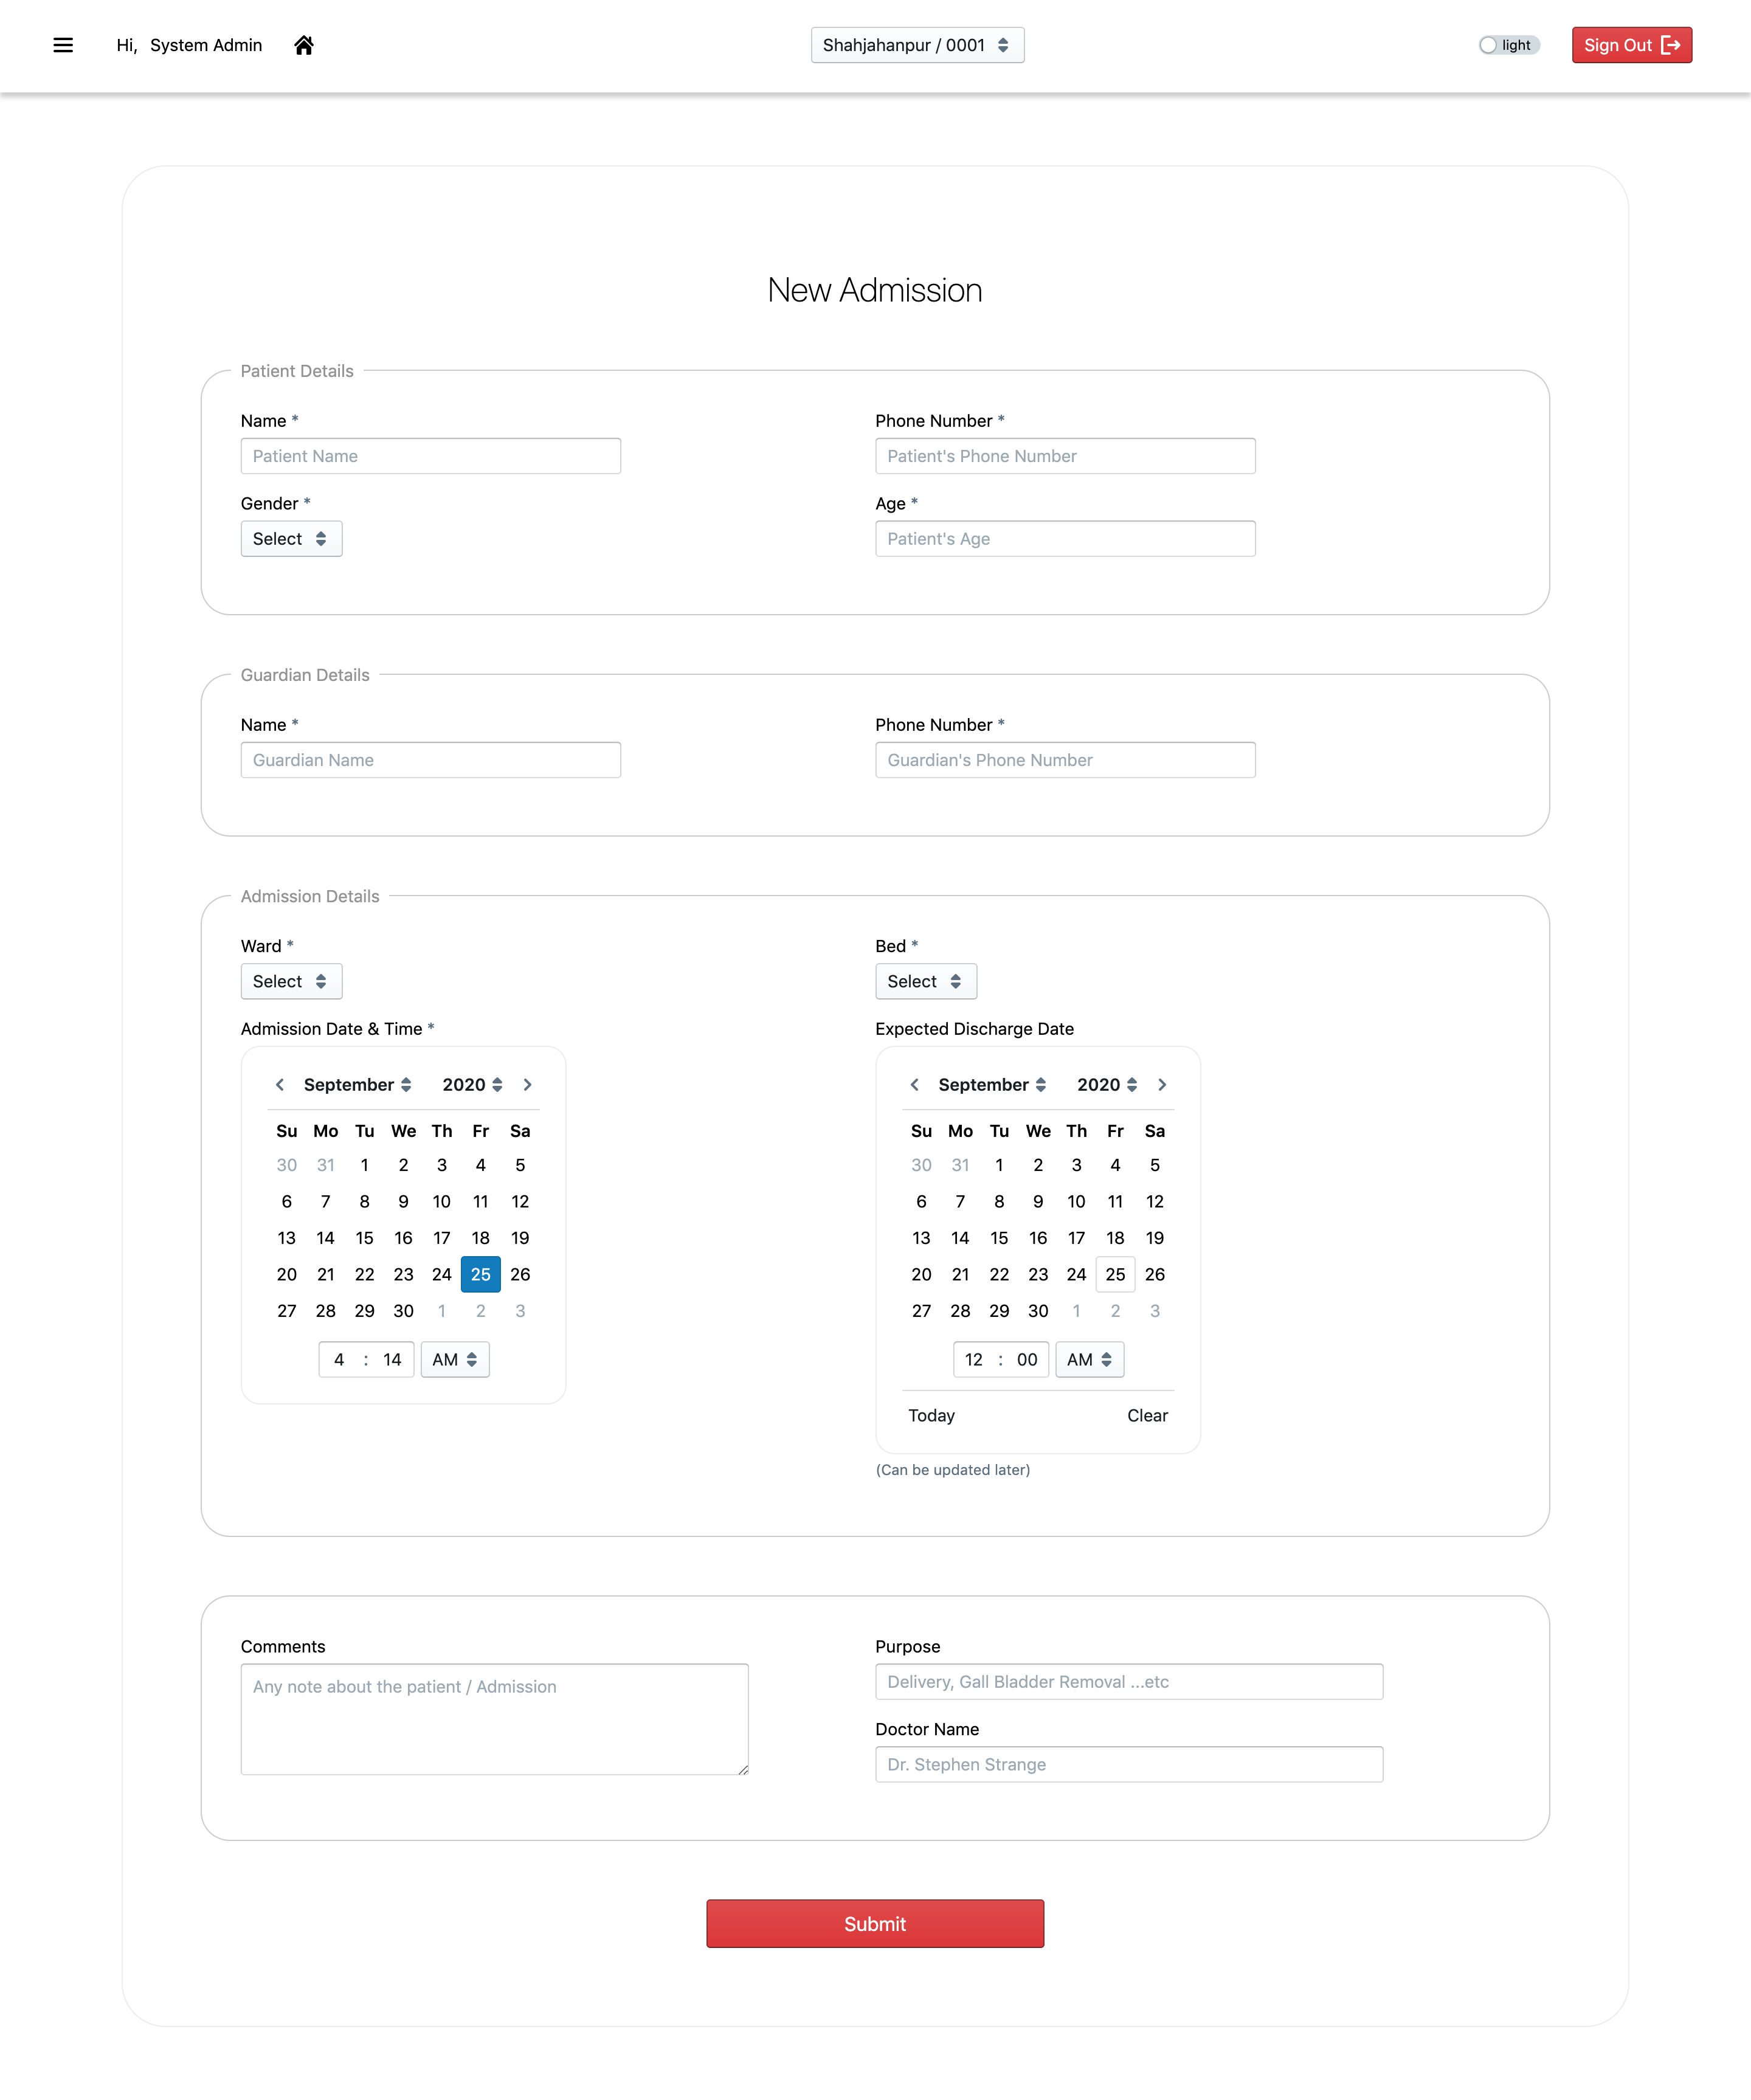 Hi, System Admin
Shahjahanpur / 0001
light
Sign Out
New Admission
Patient Details
Name *
Patient Name
Phone Number *
Patient's Phone Number
Gender *
Select
Age *
Patient's Age
Guardian Details
Name *
Guardian Name
Phone Number *
Guardian's Phone Number
Admission Details
Ward *
Select
Bed *
Select
Admission Date & Time *
September 2020
Su Mo Tu We Th Fr Sa
30 31 1 2 3 4 5
6 7 8 9 10 11 12
13 14 15 16 17 18 19
20 21 22 23 24 25 26
27 28 29 30 1 2 3
4 : 14 AM
Expected Discharge Date
September 2020
Su Mo Tu We Th Fr Sa
30 31 1 2 3 4 5
6 7 8 9 10 11 12
13 14 15 16 17 18 19
20 21 22 23 24 25 26
27 28 29 30 1 2 3
12 : 00 AM
Today Clear
(Can be updated later)
Comments
Any note about the patient / Admission
Purpose
Delivery, Gall Bladder Removal ...etc
Doctor Name
Dr. Stephen Strange
Submit